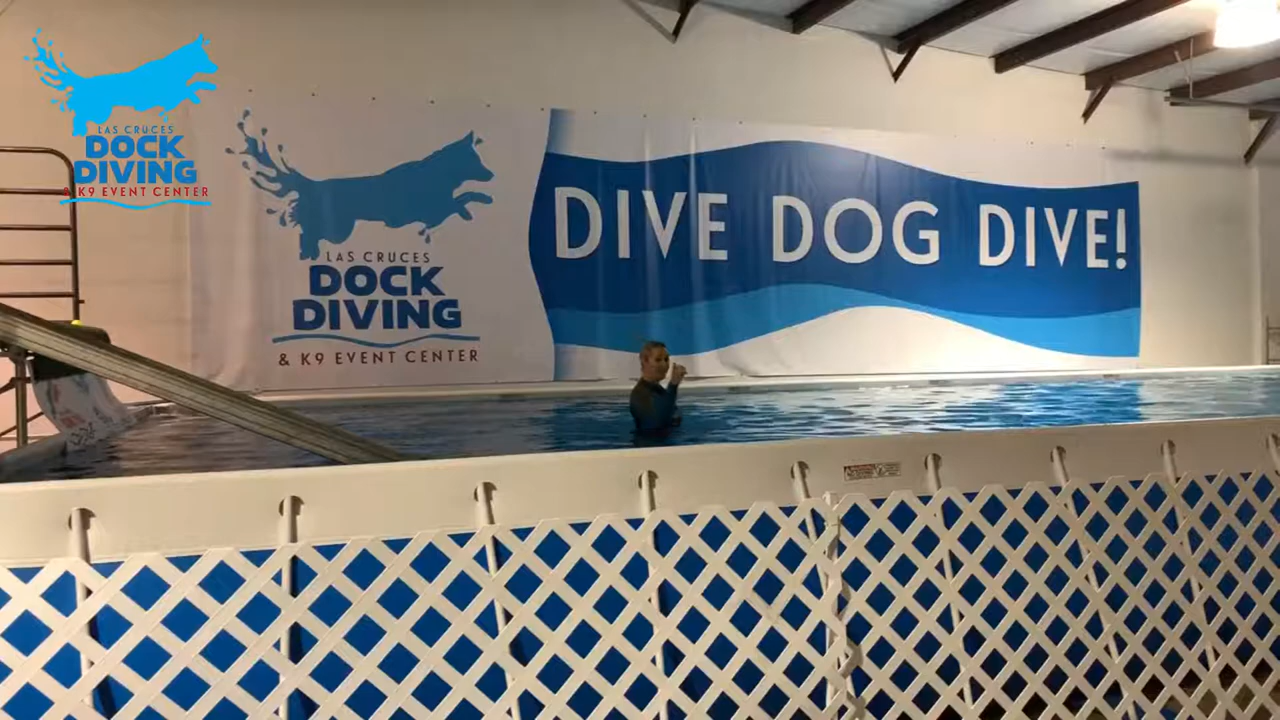 LAS CRUCES
DOCK
DIVING
& K9 EVENT CENTER
LAS CRUCES
DOCK
DIVING
& K9 EVENT CENTER
DIVE DOG DIVE!